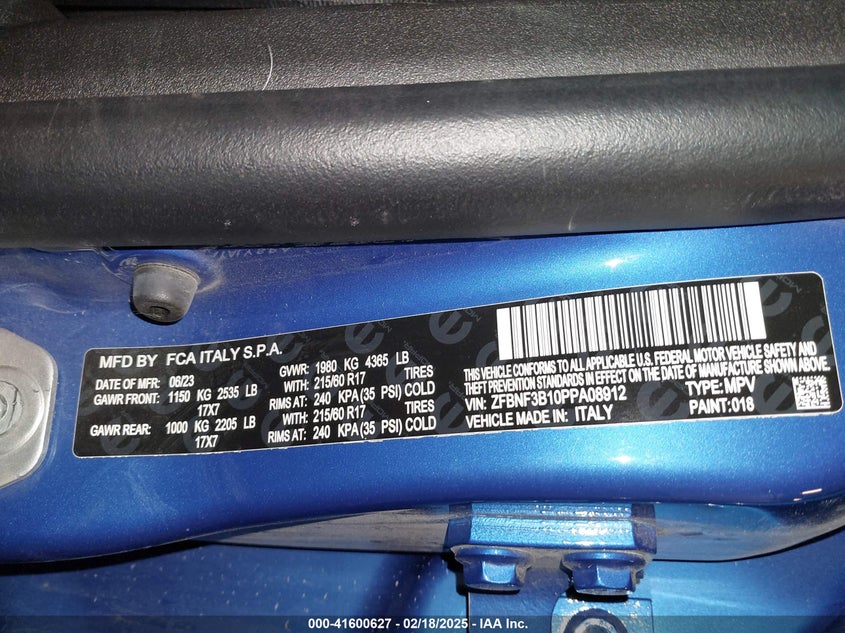 MFD BY FCA ITALY S.P.A.
DATE OF MFR: 06/23 GVWR: 1980 KG 4365 LB
GAWR FRONT: 1150 KG 2535 LB WITH: 215/60 R17 TIRES
17X7 RIMS AT: 240 KPA(35 PSI) COLD
GAWR REAR: 1000 KG 2205 LB WITH: 215/60 R17 TIRES
17X7 RIMS AT: 240 KPA(35 PSI) COLD
THIS VEHICLE CONFORMS TO ALL APPLICABLE U.S. FEDERAL MOTOR VEHICLE SAFETY AND
THEFT PREVENTION STANDARDS IN EFFECT ON THE DATE OF MANUFACTURE SHOWN ABOVE.
VIN: ZFBNF3B10PPA08912 TYPE: MPV
VEHICLE MADE IN: ITALY PAINT: 018
000-41600627 - 02/18/2025 - IAA Inc.